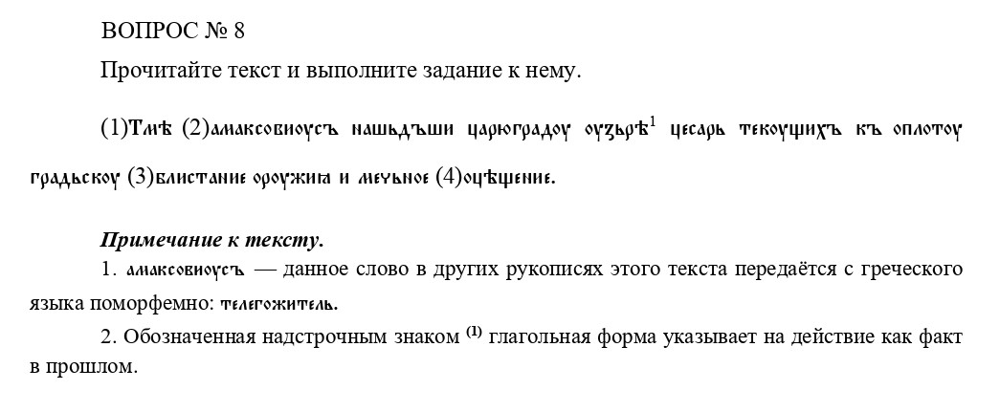 ВОПРОС № 8
Прочитайте текст и выполните задание к нему.
(1)Тмѣ (2)амаксовиоусъ нашьдъши царюградоу оуꙁьрѣ¹ цесарь текоущихъ къ оплотоу
градьскоу (3)блистание ороужиꙗ и мечьное (4)оцѣщение.
Примечание к тексту.
1. амаксовиоусъ — данное слово в других рукописях этого текста передаётся с греческого
языка поморфемно: телегожитель.
2. Обозначенная надстрочным знаком ⁽¹⁾ глагольная форма указывает на действие как факт
в прошлом.